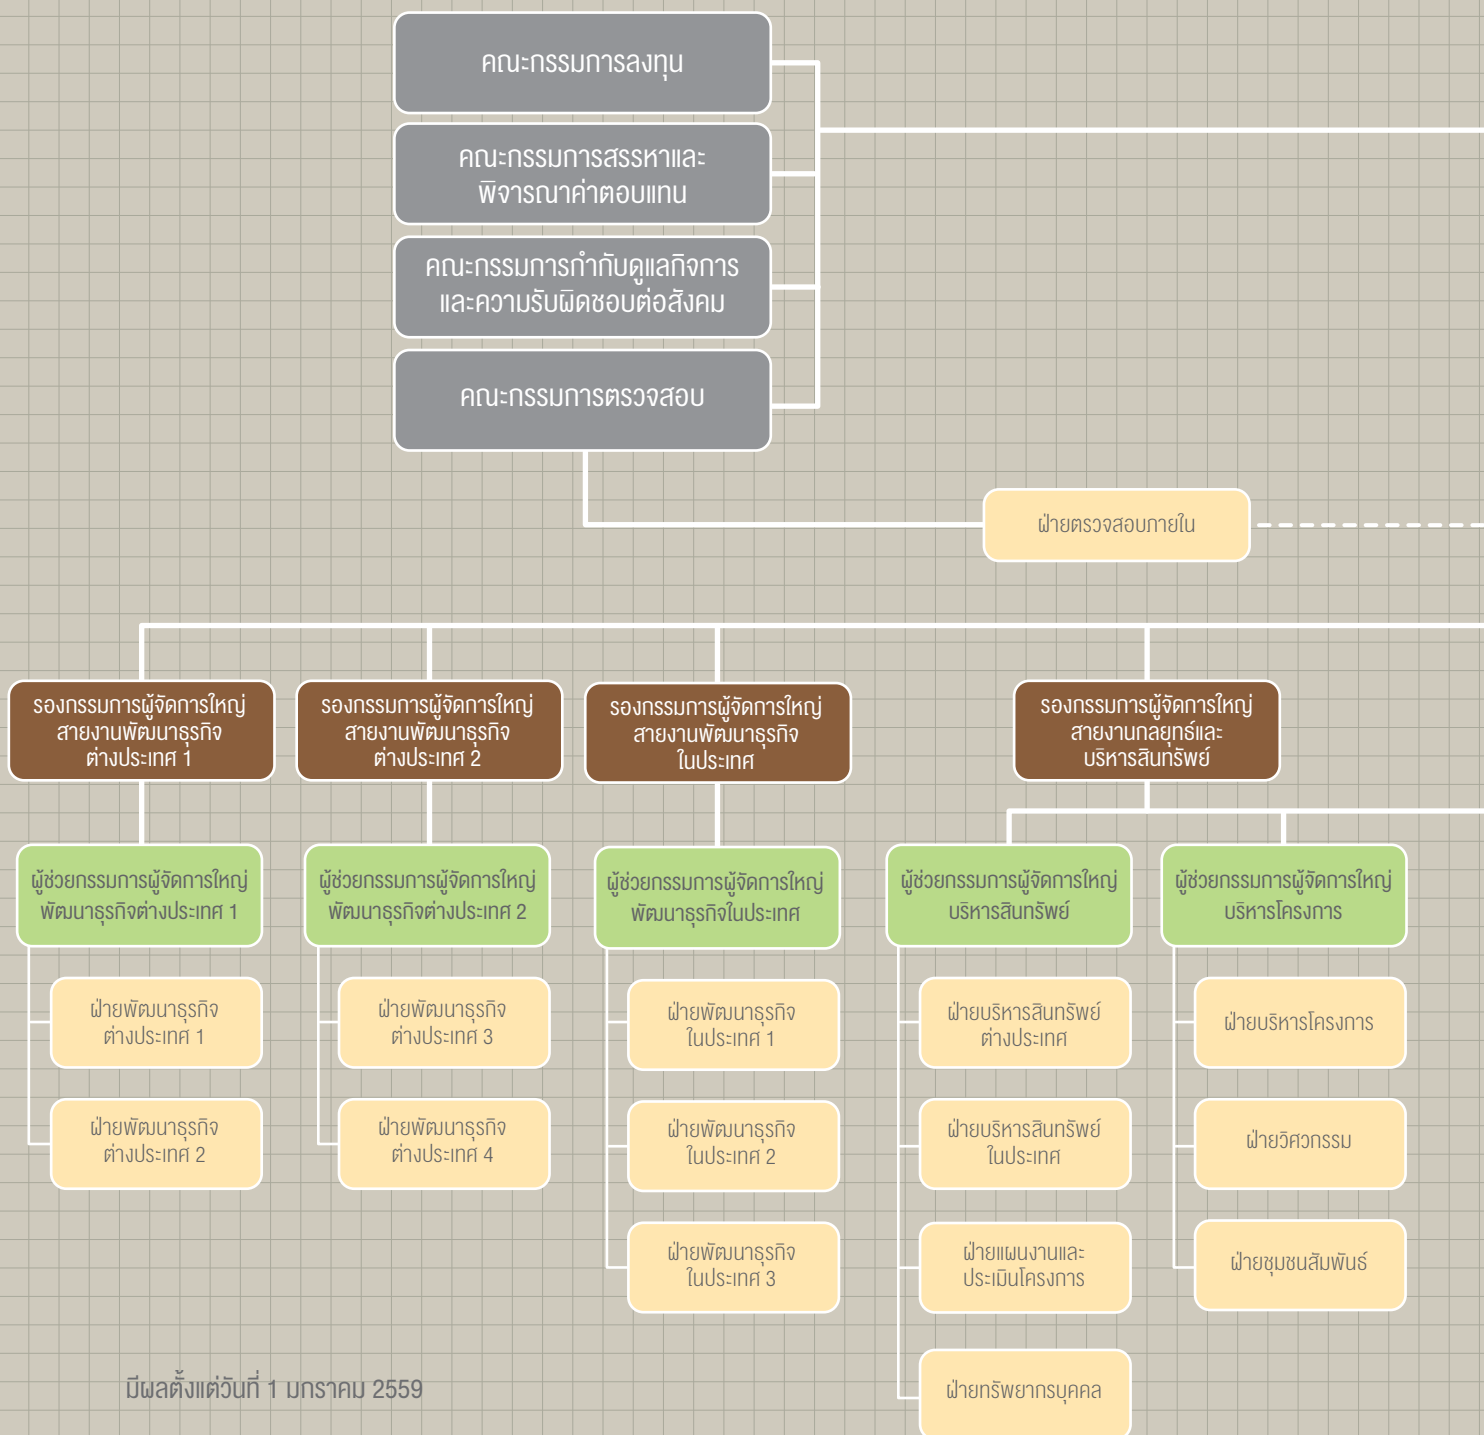 คณะกรรมการลงทุน
คณะกรรมการสรรหาและ
พิจารณาค่าตอบแทน
คณะกรรมการกำกับดูแลกิจการ
และความรับผิดชอบต่อสังคม
คณะกรรมการตรวจสอบ
ฝ่ายตรวจสอบภายใน
รองกรรมการผู้จัดการใหญ่
สายงานพัฒนาธุรกิจ
ต่างประเทศ 1
รองกรรมการผู้จัดการใหญ่
สายงานพัฒนาธุรกิจ
ต่างประเทศ 2
รองกรรมการผู้จัดการใหญ่
สายงานพัฒนาธุรกิจ
ในประเทศ
รองกรรมการผู้จัดการใหญ่
สายงานกลยุทธ์และ
บริหารสินทรัพย์
ผู้ช่วยกรรมการผู้จัดการใหญ่
พัฒนาธุรกิจต่างประเทศ 1
ผู้ช่วยกรรมการผู้จัดการใหญ่
พัฒนาธุรกิจต่างประเทศ 2
ผู้ช่วยกรรมการผู้จัดการใหญ่
พัฒนาธุรกิจในประเทศ
ผู้ช่วยกรรมการผู้จัดการใหญ่
บริหารสินทรัพย์
ผู้ช่วยกรรมการผู้จัดการใหญ่
บริหารโครงการ
ฝ่ายพัฒนาธุรกิจ
ต่างประเทศ 1
ฝ่ายพัฒนาธุรกิจ
ต่างประเทศ 3
ฝ่ายพัฒนาธุรกิจ
ในประเทศ 1
ฝ่ายบริหารสินทรัพย์
ต่างประเทศ
ฝ่ายบริหารโครงการ
ฝ่ายพัฒนาธุรกิจ
ต่างประเทศ 2
ฝ่ายพัฒนาธุรกิจ
ต่างประเทศ 4
ฝ่ายพัฒนาธุรกิจ
ในประเทศ 2
ฝ่ายบริหารสินทรัพย์
ในประเทศ
ฝ่ายวิศวกรรม
ฝ่ายพัฒนาธุรกิจ
ในประเทศ 3
ฝ่ายแผนงานและ
ประเมินโครงการ
ฝ่ายชุมชนสัมพันธ์
ฝ่ายทรัพยากรบุคคล
มีผลตั้งแต่วันที่ 1 มกราคม 2559